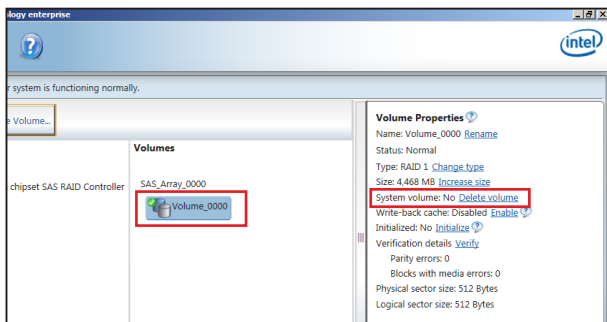 ology enterprise
intel
r system is functioning normally.
e Volume...
Volumes
chipset SAS RAID Controller
SAS_Array_0000
Volume_0000
Volume Properties
Name: Volume_0000 Rename
Status: Normal
Type: RAID 1 Change type
Size: 4,468 MB Increase size
System volume: No Delete volume
Write-back cache: Disabled Enable
Initialized: No Initialize
Verification details Verify
Parity errors: 0
Blocks with media errors: 0
Physical sector size: 512 Bytes
Logical sector size: 512 Bytes